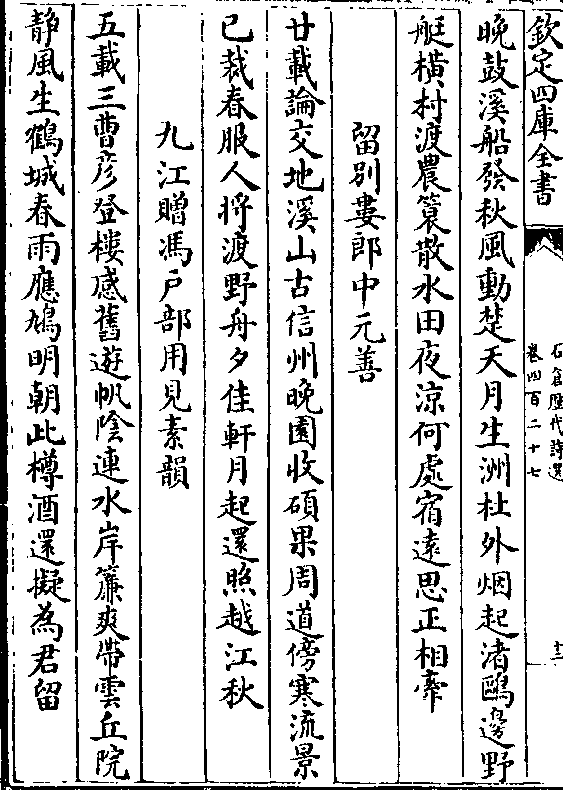 欽定四庫全書
石倉歷代詩選
卷四百二十七
十二
晚鼓溪船發秋風動楚天月生洲杜外烟起渚鷗邊野
艇橫村渡農簑散水田夜涼何處宿遠思正相牽
留別婁郎中元善
廿載論交地溪山古信州晚園收碩果周道傍寒流景
已裁春服人将渡野舟夕佳軒月起還照越江秋
九江贈馮户部用見素韻
五載三曹彦登樓感舊遊帆陰連水岸簾爽帶雲丘院
静風生鶴城春雨應鳩明朝此樽酒還擬為君留